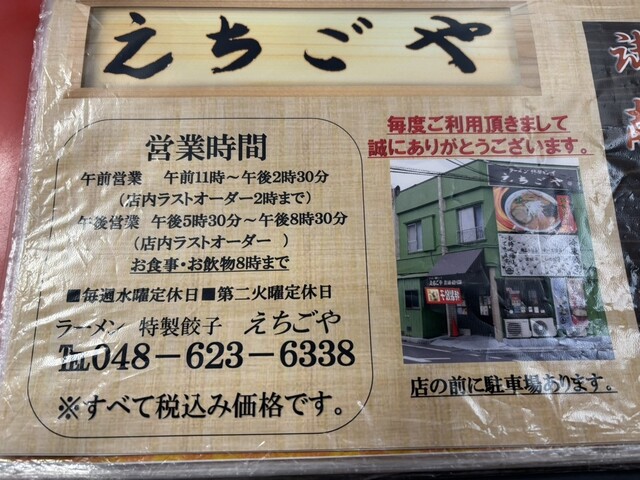 えちごや
営業時間
午前営業 午前11時～午後2時30分
（店内ラストオーダー2時まで）
午後営業 午後5時30分～午後8時30分
（店内ラストオーダー ）
お食事・お飲物8時まで
■毎週水曜定休日■第二火曜定休日
ラーメン 特製餃子 えちごや
℡048－623－6338
※すべて税込み価格です。
毎度ご利用頂きまして
誠にありがとうございます。
えちごや。
店の前に駐車場あります。